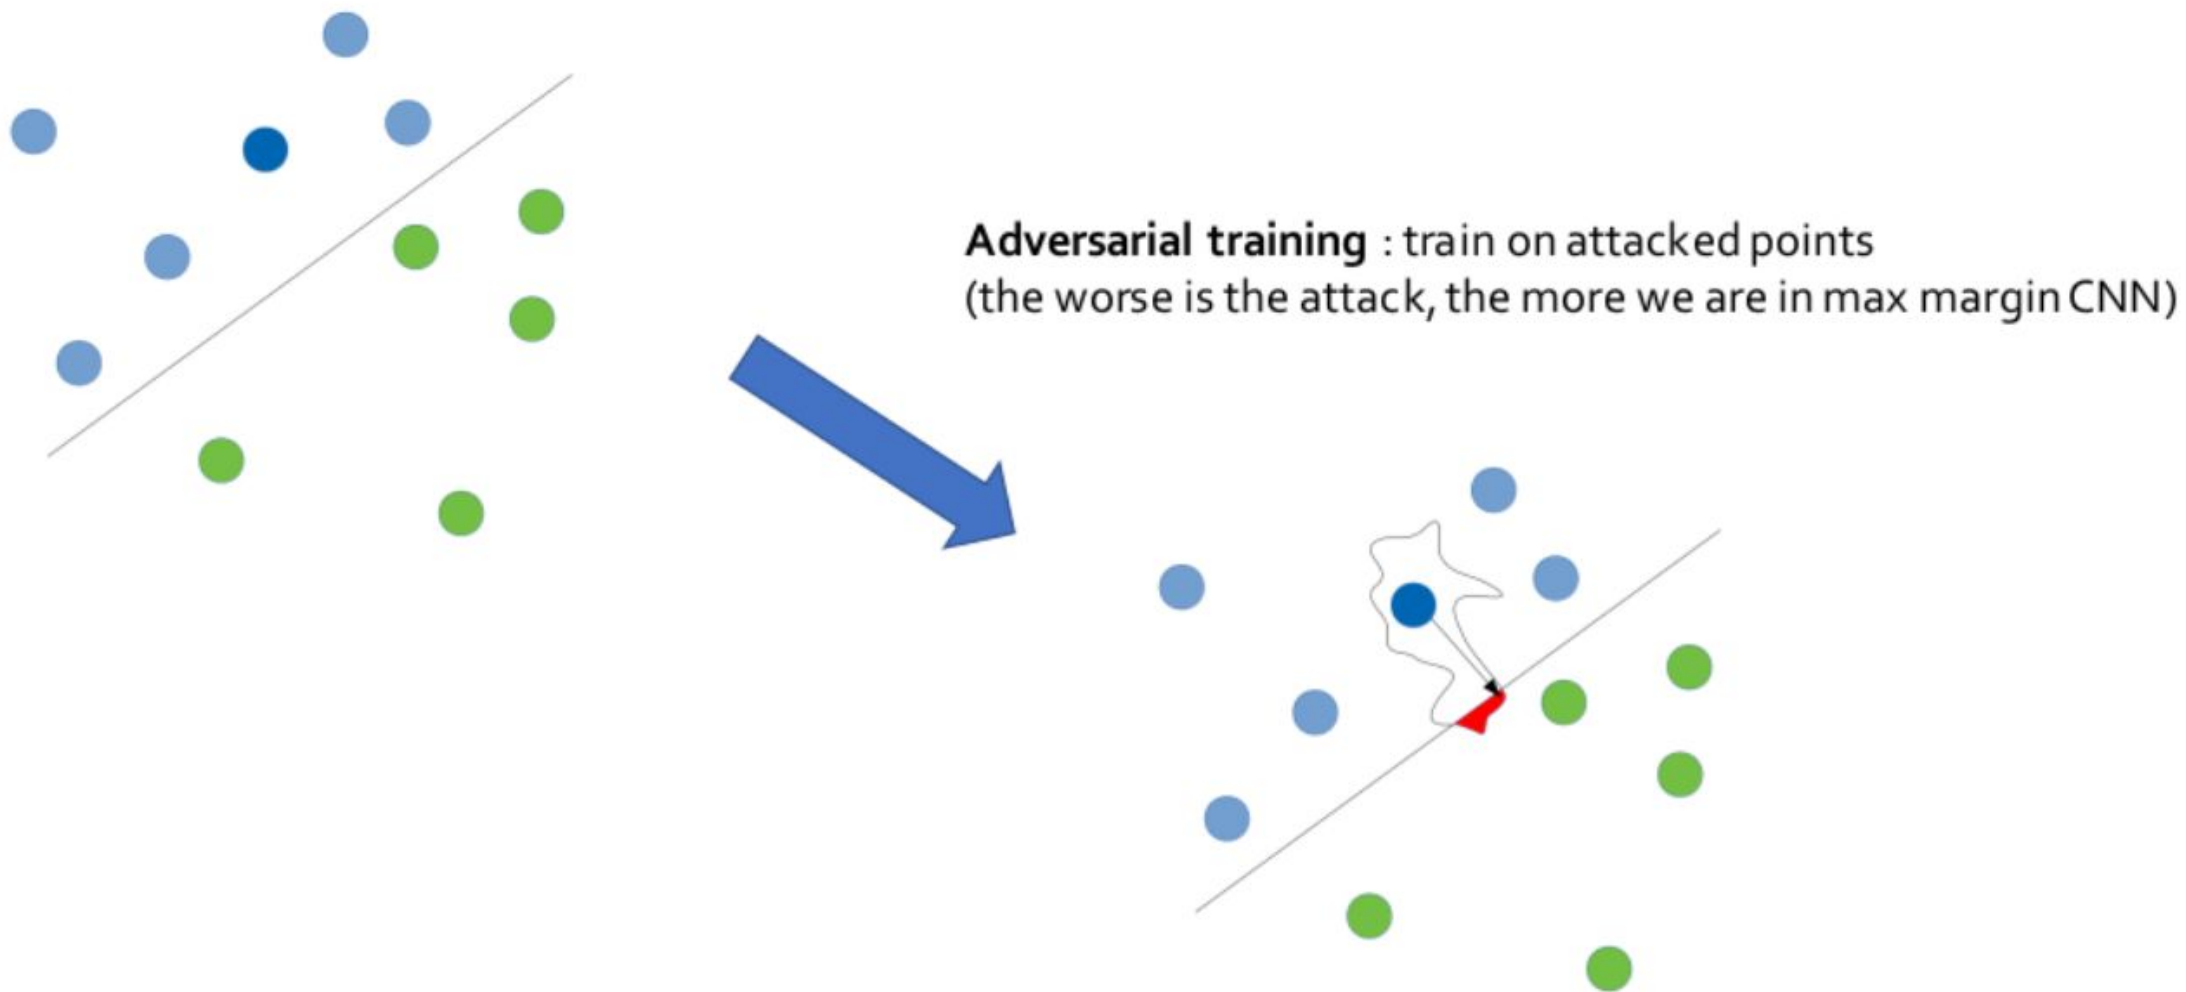 Adversarial training : train on attacked points
(the worse is the attack, the more we are in max margin CNN)